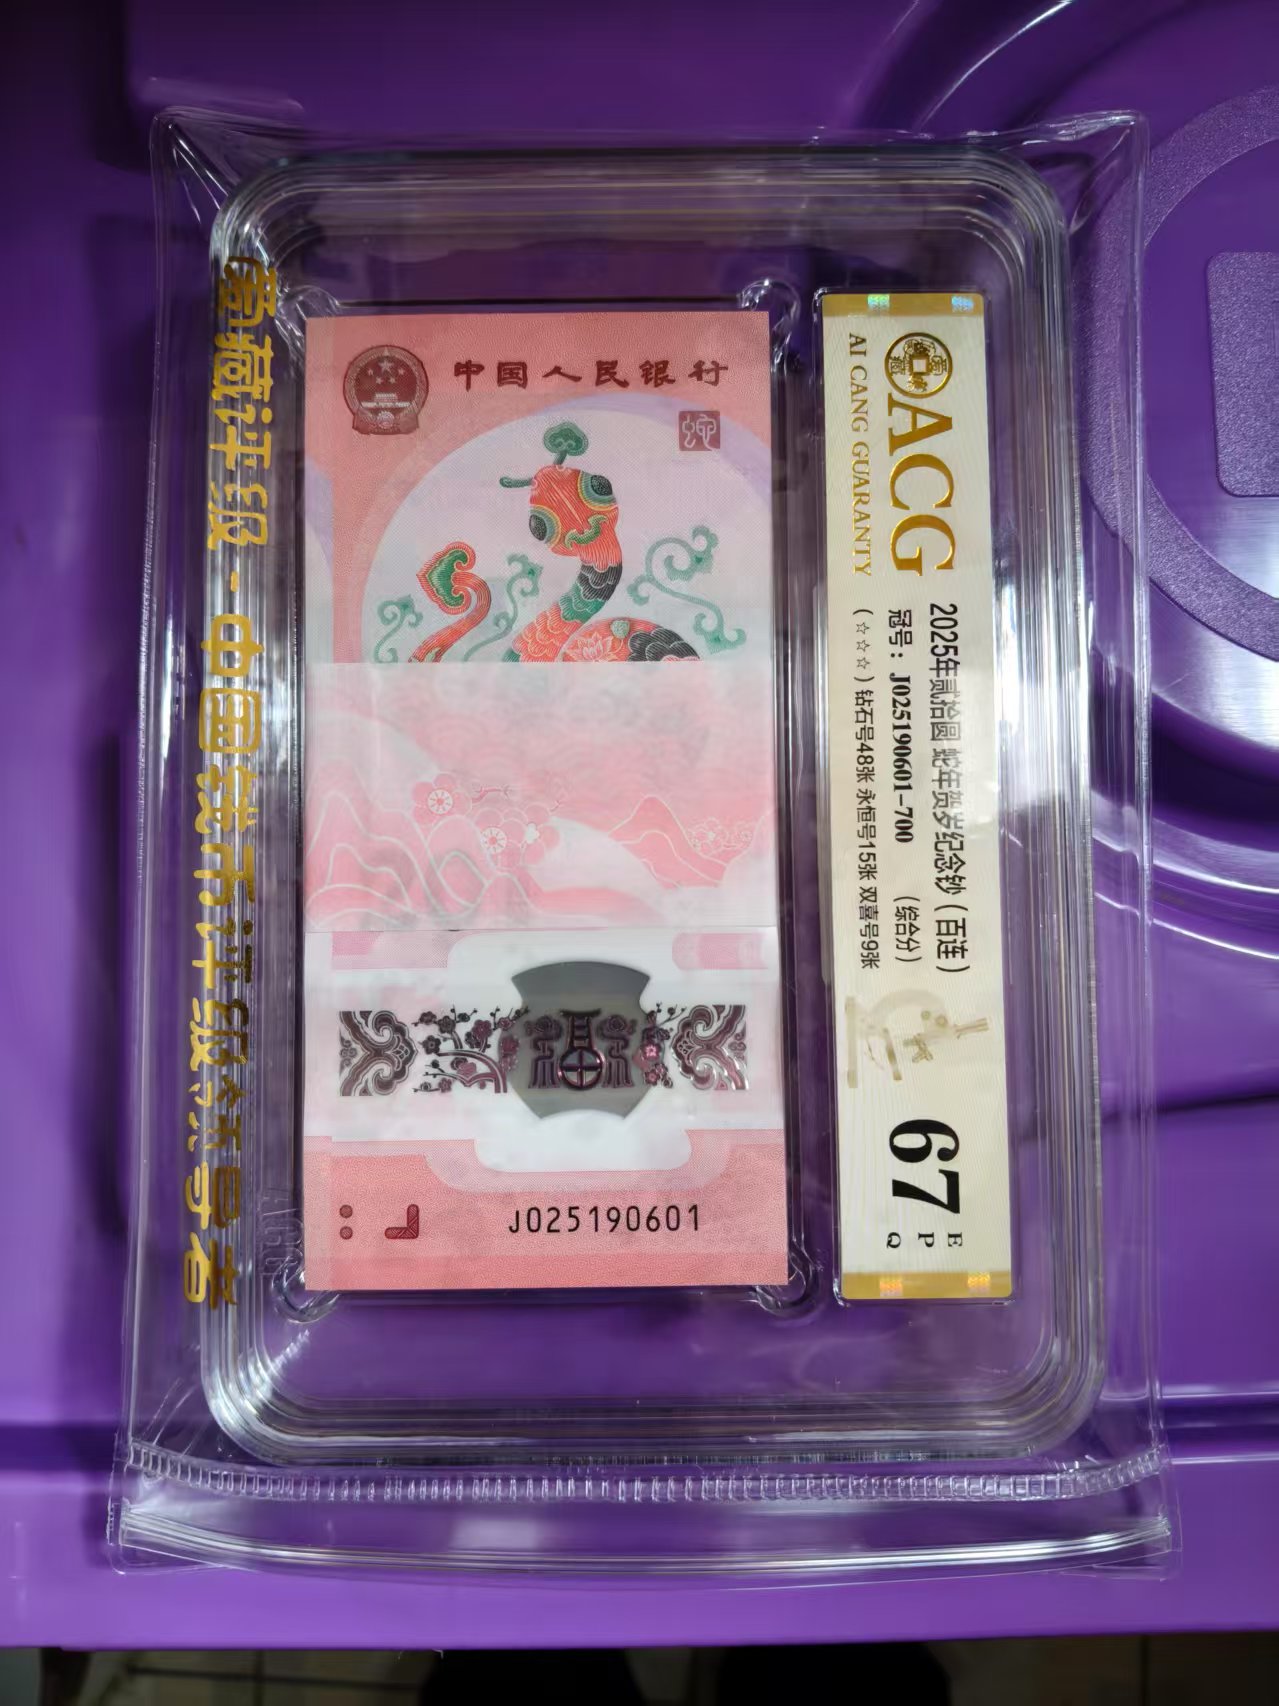 中国人民银行
蛇
福
J025190601
爱藏评级-中国钱币评级领导者
ACG
AI CANG GUARANTY
2025年贰拾圆 蛇年贺岁纪念钞(百连)
冠号:J025190601-700 (综合分)
(☆☆☆)钻石号48张 永恒号15张 双喜号9张
67
E
P
Q